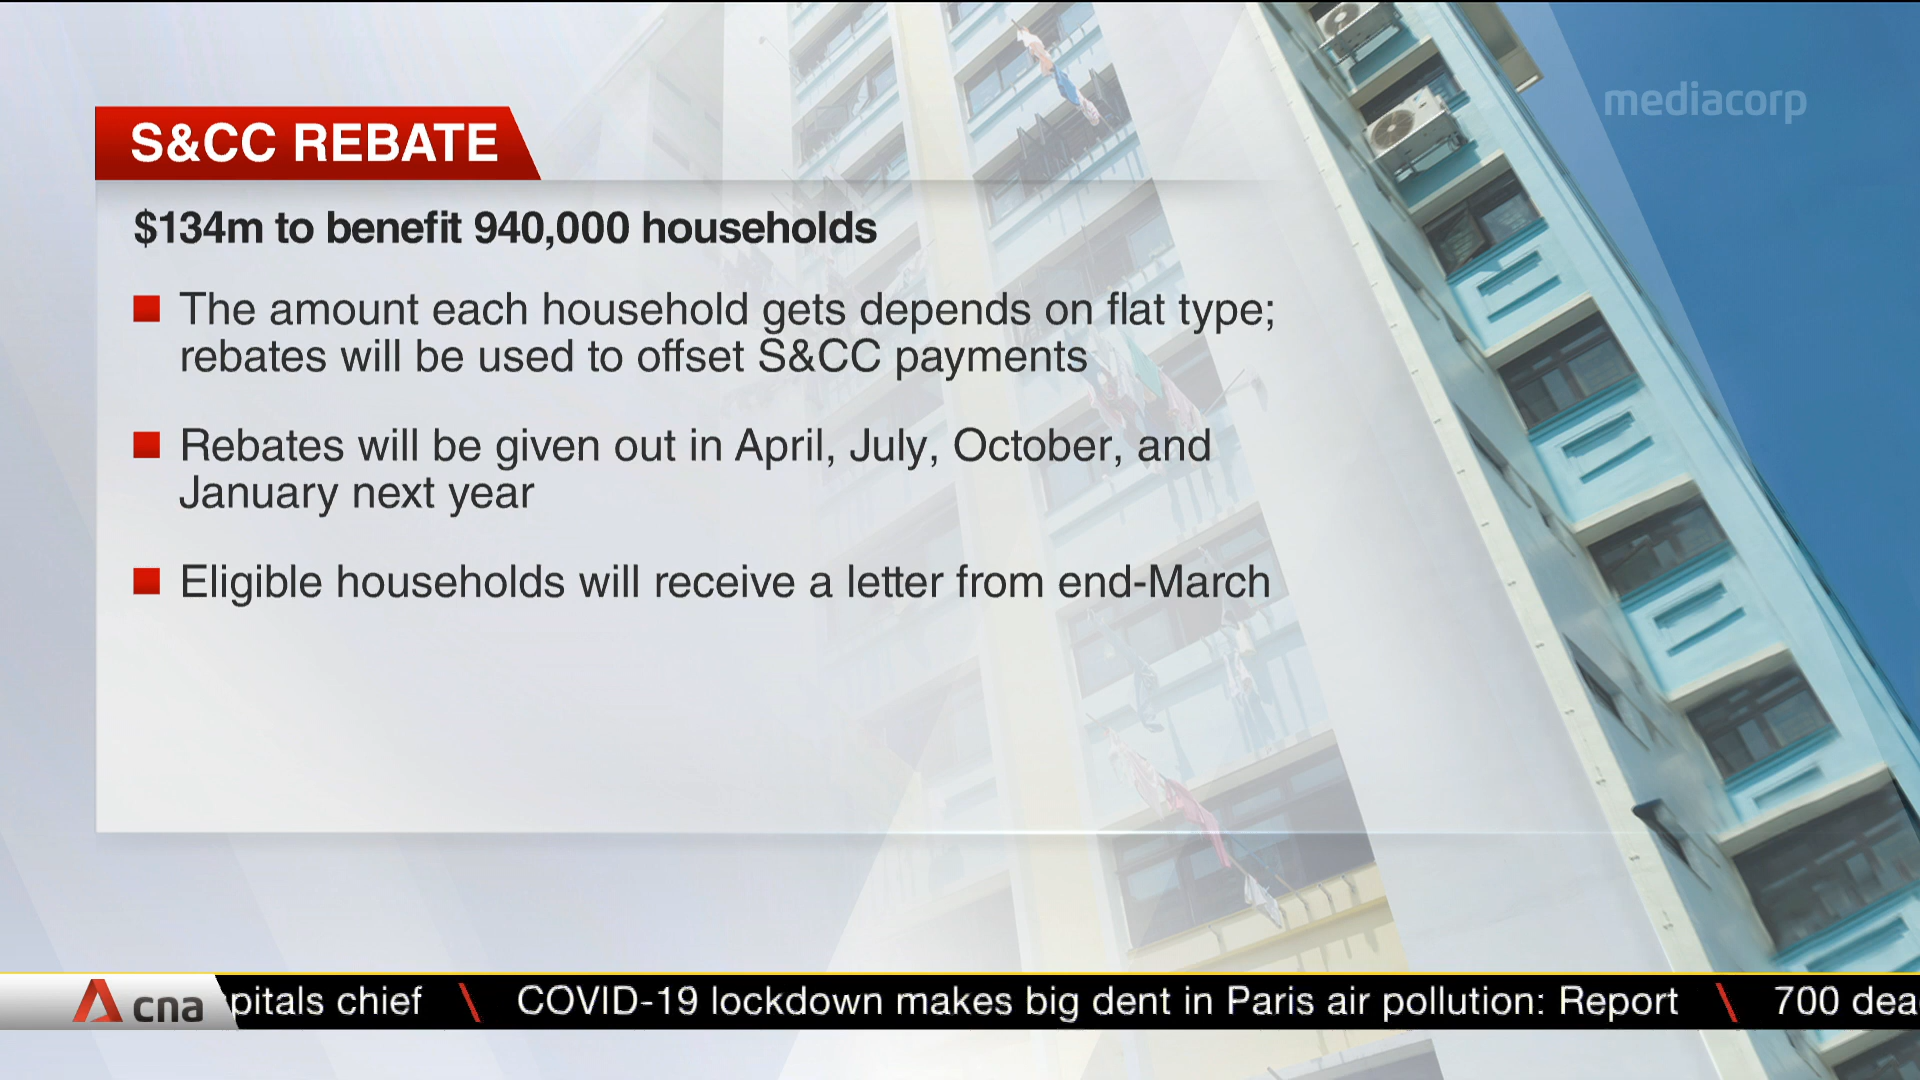 mediacorp
S&CC REBATE
$134m to benefit 940,000 households
The amount each household gets depends on flat type;
rebates will be used to offset S&CC payments
Rebates will be given out in April, July, October, and
January next year
Eligible households will receive a letter from end-March
cna
pitals chief \ COVID-19 lockdown makes big dent in Paris air pollution: Report \ 700 dea